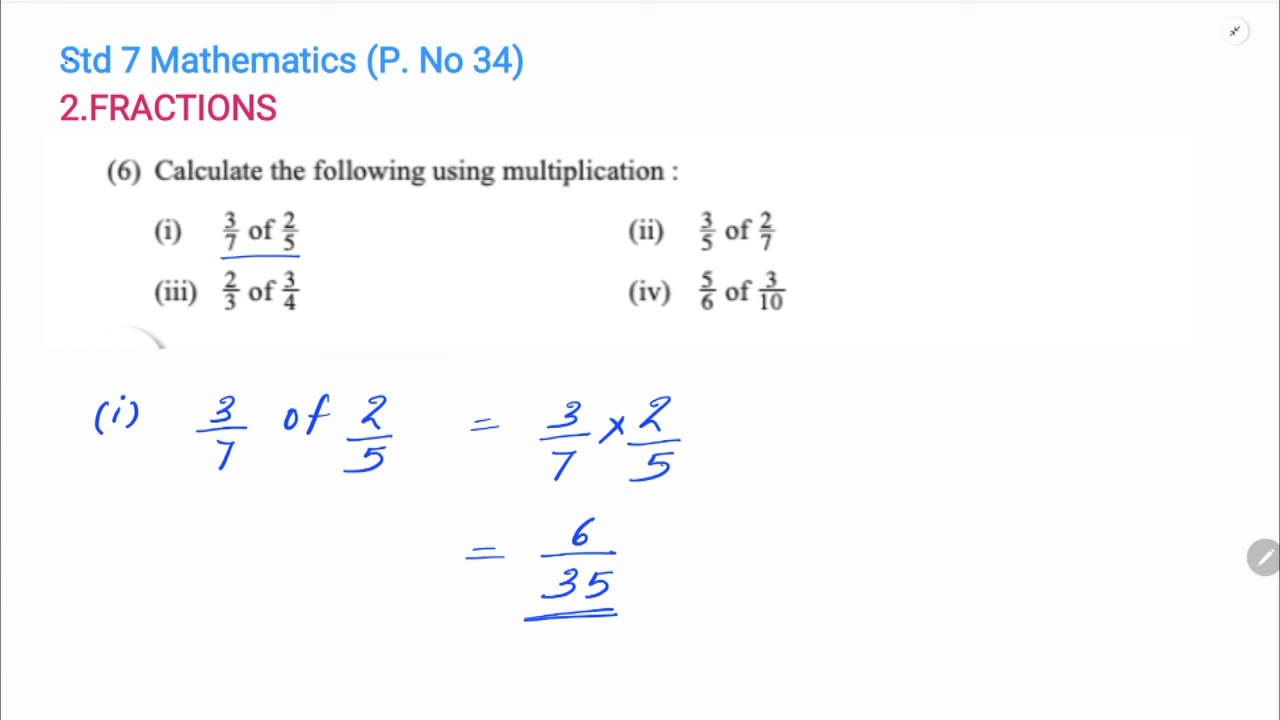 Std 7 Mathematics (P. No 34)
2.FRACTIONS
(6) Calculate the following using multiplication :
(i) 3/7 of 2/5 (ii) 3/5 of 2/7
(iii) 2/3 of 3/4 (iv) 5/6 of 3/10
(i) 3/7 of 2/5 = 3/7 × 2/5
= 6/35